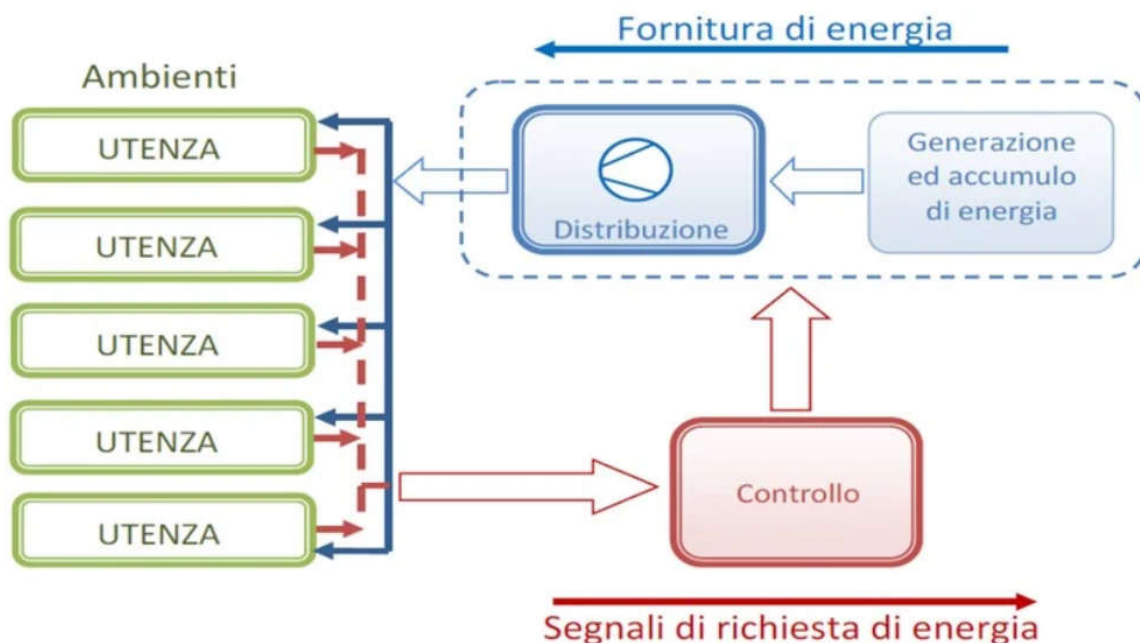 Fornitura di energia
Ambienti
UTENZA
UTENZA
UTENZA
UTENZA
UTENZA
Distribuzione
Generazione
ed accumulo
di energia
Controllo
Segnali di richiesta di energia